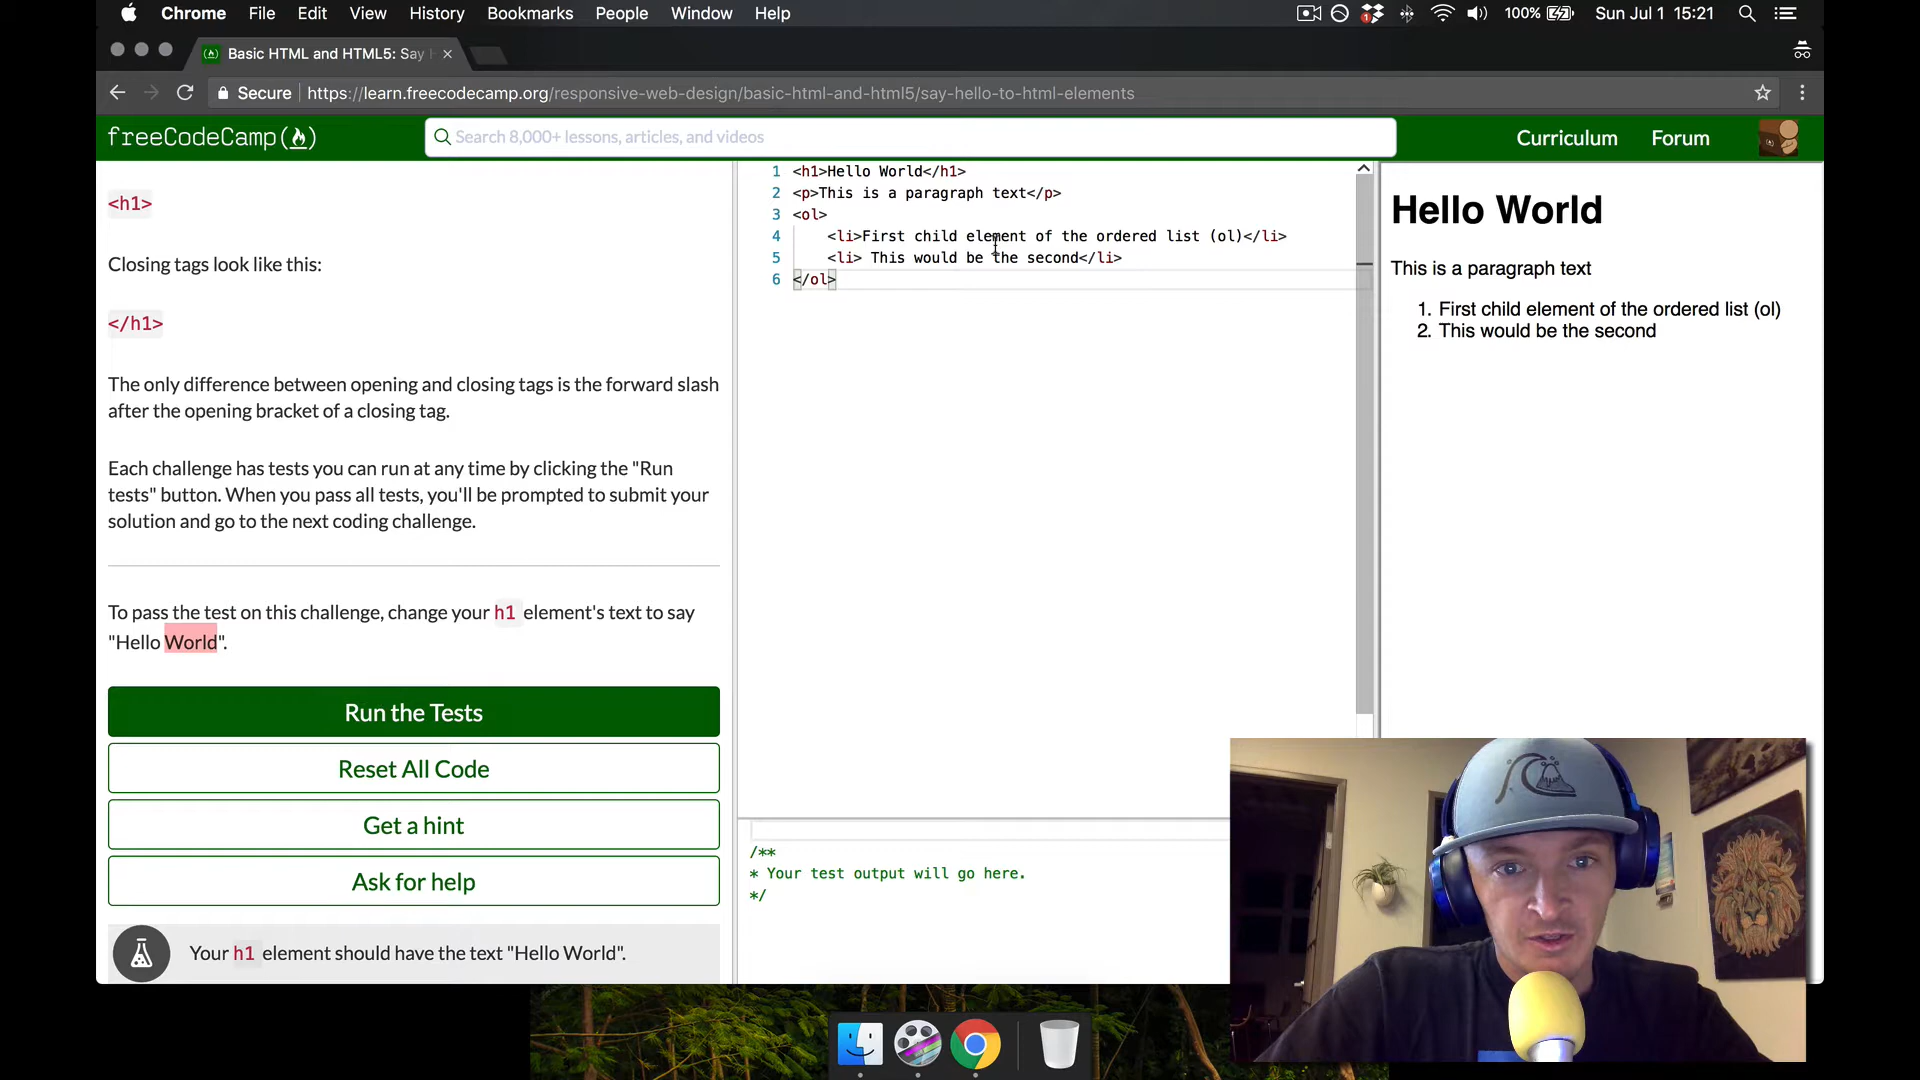 Chrome File Edit View History Bookmarks People Window Help
1 100% Sun Jul 1 15:21
Basic HTML and HTML5: Say
Secure https://learn.freecodecamp.org/responsive-web-design/basic-html-and-html5/say-hello-to-html-elements
freeCodeCamp
Search 8,000+ lessons, articles, and videos
Curriculum Forum
<h1>
Closing tags look like this:
</h1>
The only difference between opening and closing tags is the forward slash
after the opening bracket of a closing tag.
Each challenge has tests you can run at any time by clicking the "Run
tests" button. When you pass all tests, you'll be prompted to submit your
solution and go to the next coding challenge.
To pass the test on this challenge, change your h1 element's text to say
"Hello World".
Run the Tests
Reset All Code
Get a hint
Ask for help
Your h1 element should have the text "Hello World".
1 <h1>Hello World</h1>
2 <p>This is a paragraph text</p>
3 <ol>
4 <li>First child element of the ordered list (ol)</li>
5 <li> This would be the second</li>
6 </ol>
/**
* Your test output will go here.
*/
Hello World
This is a paragraph text
1. First child element of the ordered list (ol)
2. This would be the second